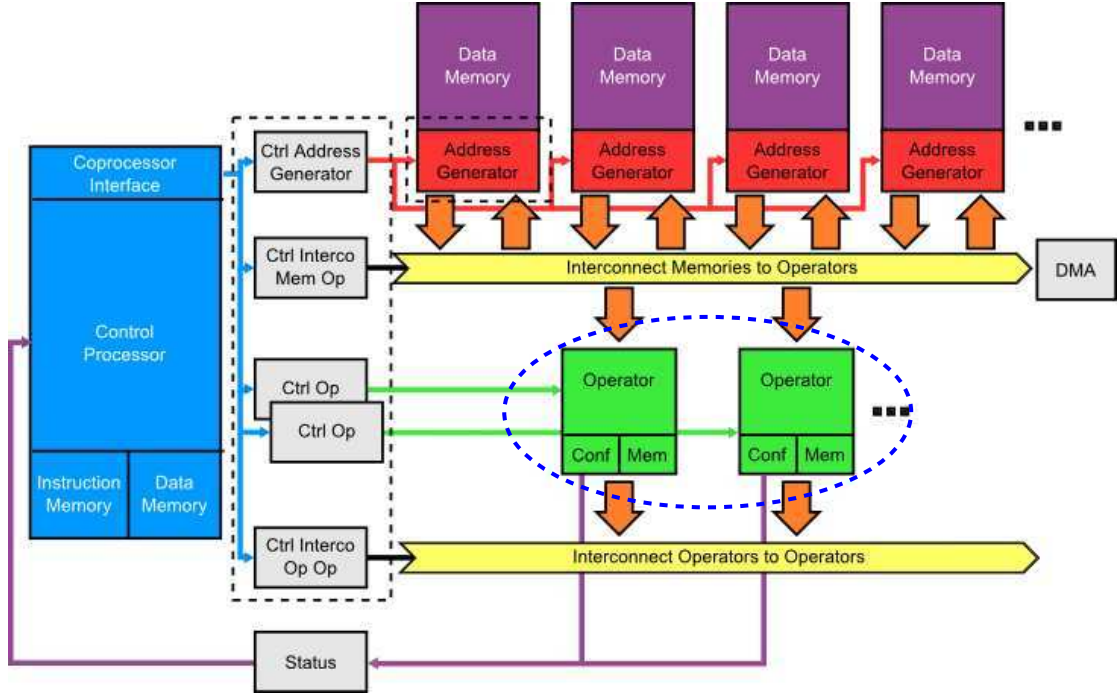 Data
Memory
Data
Memory
Data
Memory
Data
Memory
Address
Generator
Address
Generator
Address
Generator
Address
Generator
Coprocessor
Interface
Control
Processor
Instruction
Memory
Data
Memory
Ctrl Address
Generator
Ctrl Interco
Mem Op
Interconnect Memories to Operators
DMA
Ctrl Op
Ctrl Op
Operator
Conf
Mem
Operator
Conf
Mem
Ctrl Interco
Op Op
Interconnect Operators to Operators
Status